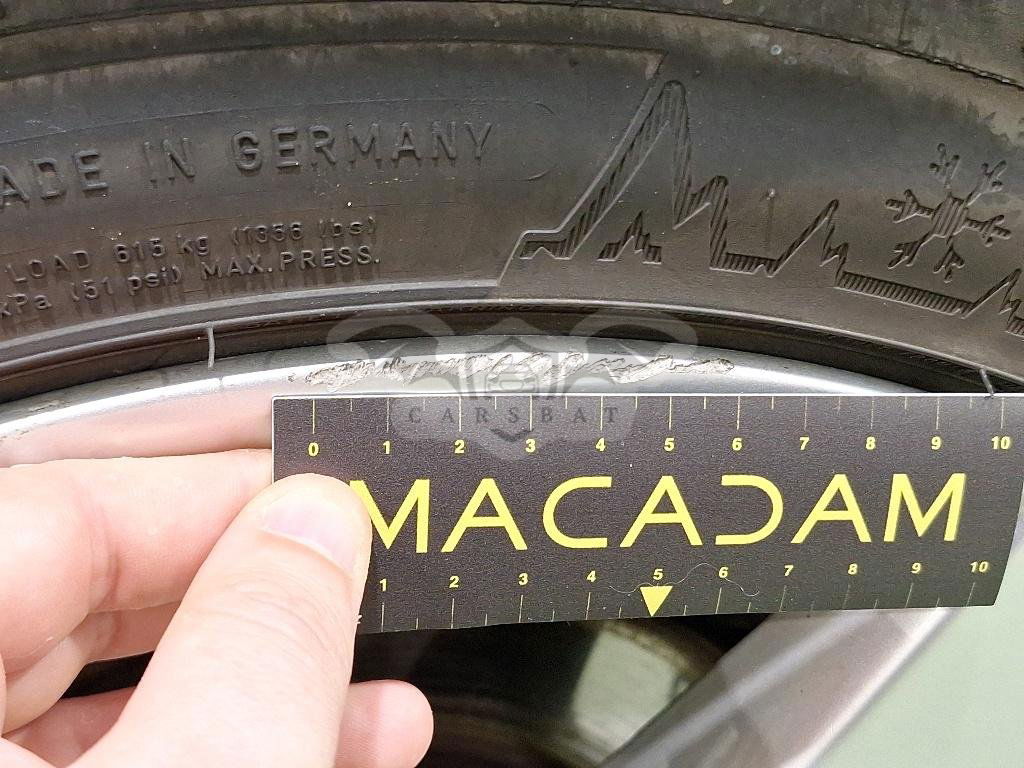 ADE IN GERMANY
LOAD 615 kg (1356 lbs)
kPa (51 psi) MAX. PRESS.
CARSBAT
0 1 2 3 4 5 6 7 8 9 10
MACADAM
1 2 3 4 5 6 7 8 9 10